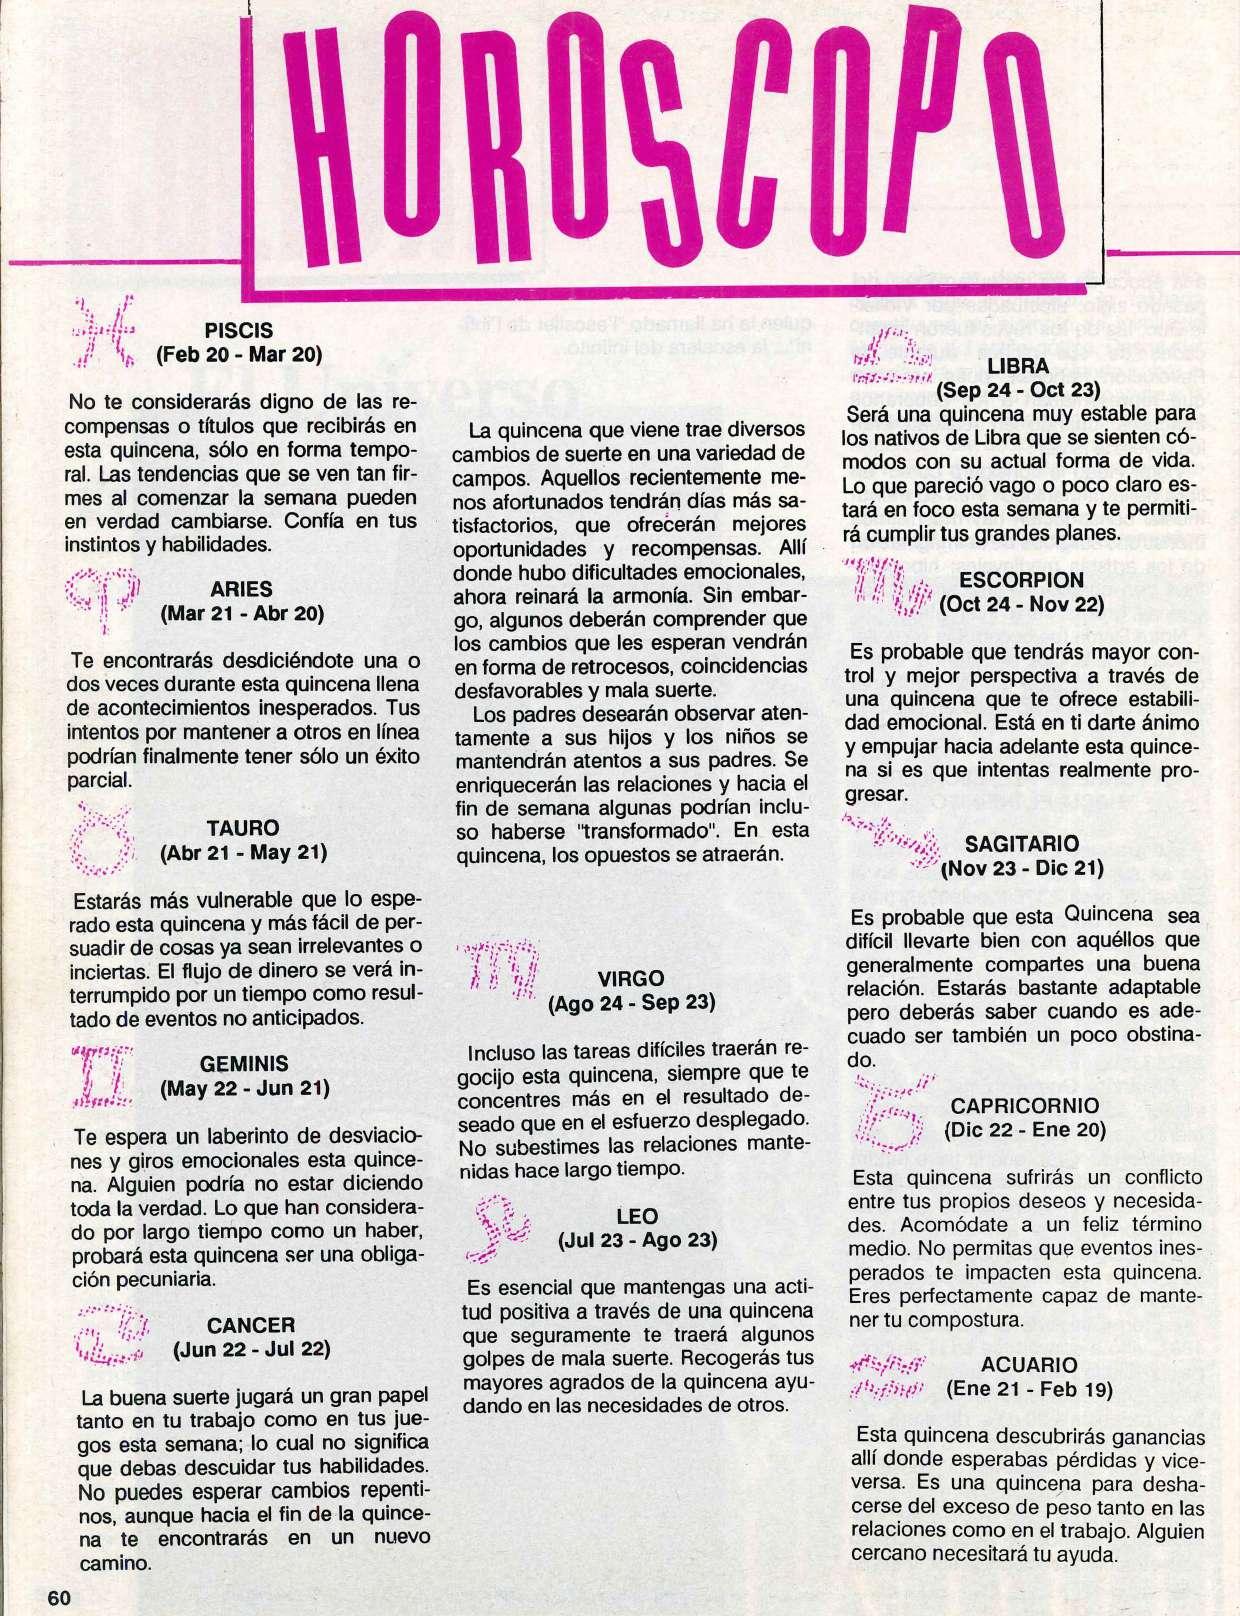 HOROSCOPO
PISCIS
(Feb 20 - Mar 20)
No te considerarás digno de las re-
compensas o títulos que recibirás en
esta quincena, sólo en forma tempo-
ral. Las tendencias que se ven tan fir-
mes al comenzar la semana pueden
en verdad cambiarse. Confía en tus
instintos y habilidades.
ARIES
(Mar 21 - Abr 20)
Te encontrarás desdiciéndote una o
dos veces durante esta quincena llena
de acontecimientos inesperados. Tus
intentos por mantener a otros en línea
podrían finalmente tener sólo un éxito
parcial.
TAURO
(Abr 21 - May 21)
Estarás más vulnerable que lo espe-
rado esta quincena y más fácil de per-
suadir de cosas ya sean irrelevantes o
inciertas. El flujo de dinero se verá in-
terrumpido por un tiempo como resul-
tado de eventos no anticipados.
GEMINIS
(May 22 - Jun 21)
Te espera un laberinto de desviacio-
nes y giros emocionales esta quince-
na. Alguien podría no estar diciendo
toda la verdad. Lo que han considera-
do por largo tiempo como un haber,
probará esta quincena ser una obliga-
ción pecuniaria.
CANCER
(Jun 22 - Jul 22)
La buena suerte jugará un gran papel
tanto en tu trabajo como en tus jue-
gos esta semana; lo cual no significa
que debas descuidar tus habilidades.
No puedes esperar cambios repenti-
nos, aunque hacia el fin de la quince-
na te encontrarás en un nuevo
camino.
La quincena que viene trae diversos
cambios de suerte en una variedad de
campos. Aquellos recientemente me-
nos afortunados tendrán días más sa-
tisfactorios, que ofrecerán mejores
oportunidades y recompensas. Allí
donde hubo dificultades emocionales,
ahora reinará la armonía. Sin embar-
go, algunos deberán comprender que
los cambios que les esperan vendrán
en forma de retrocesos, coincidencias
desfavorables y mala suerte.
Los padres desearán observar aten-
tamente a sus hijos y los niños se
mantendrán atentos a sus padres. Se
enriquecerán las relaciones y hacia el
fin de semana algunas podrían inclu-
so haberse "transformado". En esta
quincena, los opuestos se atraerán.
VIRGO
(Ago 24 - Sep 23)
Incluso las tareas difíciles traerán re-
gocijo esta quincena, siempre que te
concentres más en el resultado de-
seado que en el esfuerzo desplegado.
No subestimes las relaciones mante-
nidas hace largo tiempo.
LEO
(Jul 23 - Ago 23)
Es esencial que mantengas una acti-
tud positiva a través de una quincena
que seguramente te traerá algunos
golpes de mala suerte. Recogerás tus
mayores agrados de la quincena ayu-
dando en las necesidades de otros.
LIBRA
(Sep 24 - Oct 23)
Será una quincena muy estable para
los nativos de Libra que se sienten có-
modos con su actual forma de vida.
Lo que pareció vago o poco claro es-
tará en foco esta semana y te permiti-
rá cumplir tus grandes planes.
ESCORPION
(Oct 24 - Nov 22)
Es probable que tendrás mayor con-
trol y mejor perspectiva a través de
una quincena que te ofrece estabili-
dad emocional. Está en ti darte ánimo
y empujar hacia adelante esta quince-
na si es que intentas realmente pro-
gresar.
SAGITARIO
(Nov 23 - Dic 21)
Es probable que esta Quincena sea
difícil llevarte bien con aquéllos que
generalmente compartes una buena
relación. Estarás bastante adaptable
pero deberás saber cuando es ade-
cuado ser también un poco obstina-
do.
CAPRICORNIO
(Dic 22 - Ene 20)
Esta quincena sufrirás un conflicto
entre tus propios deseos y necesida-
des. Acomódate a un feliz término
medio. No permitas que eventos ines-
perados te impacten esta quincena.
Eres perfectamente capaz de mante-
ner tu compostura.
ACUARIO
(Ene 21 - Feb 19)
Esta quincena descubrirás ganancias
allí donde esperabas pérdidas y vice-
versa. Es una quincena para desha-
cerse del exceso de peso tanto en las
relaciones como en el trabajo. Alguien
cercano necesitará tu ayuda.
60